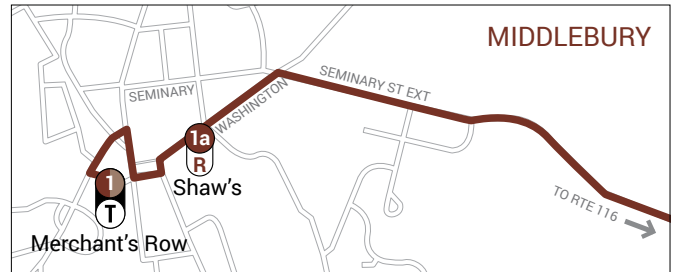 MIDDLEBURY
SEMINARY ST EXT
SEMINARY
WASHINGTON
1a
R
Shaw's
1
T
Merchant's Row
TO RTE 116